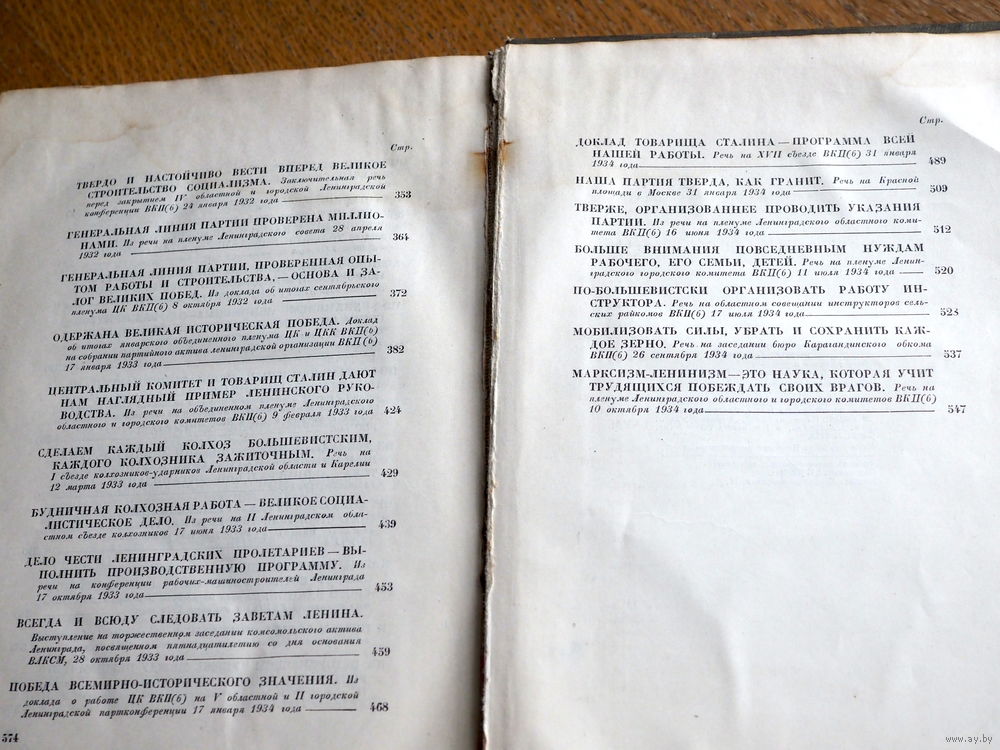 Стр.
ТВЕРДО И НАСТОЙЧИВО ВЕСТИ ВПЕРЕД ВЕЛИКОЕ
СТРОИТЕЛЬСТВО СОЦИАЛИЗМА. Заключительная речь
перед закрытием IV областной и городской Ленинградской
конференции ВКП(б) 24 января 1932 года 353
ГЕНЕРАЛЬНАЯ ЛИНИЯ ПАРТИИ ПРОВЕРЕНА МИЛЛИО-
НАМИ. Из речи на пленуме Ленинградского совета 28 апреля
1932 года 364
ГЕНЕРАЛЬНАЯ ЛИНИЯ ПАРТИИ, ПРОВЕРЕННАЯ ОПЫ-
ТОМ РАБОТЫ И СТРОИТЕЛЬСТВА, — ОСНОВА И ЗА-
ЛОГ ВЕЛИКИХ ПОБЕД. Из доклада об итогах сентябрьского
пленума ЦК ВКП(б) 8 октября 1932 года 372
ОДЕРЖАНА ВЕЛИКАЯ ИСТОРИЧЕСКАЯ ПОБЕДА. Доклад
об итогах январского объединенного пленума ЦК и ЦКК ВКП(б)
на собрании партийного актива ленинградской организации ВКП(б)
17 января 1933 года 382
ЦЕНТРАЛЬНЫЙ КОМИТЕТ И ТОВАРИЩ СТАЛИН ДАЮТ
НАМ НАГЛЯДНЫЙ ПРИМЕР ЛЕНИНСКОГО РУКО-
ВОДСТВА. Из речи на объединенном пленуме Ленинградского
областного и городского комитетов ВКП(б) 9 февраля 1933 года 424
СДЕЛАЕМ КАЖДЫЙ КОЛХОЗ БОЛЬШЕВИСТСКИМ,
КАЖДОГО КОЛХОЗНИКА ЗАЖИТОЧНЫМ. Речь на
I съезде колхозников-ударников Ленинградской области и Карелии
12 марта 1933 года 429
БУДНИЧНАЯ КОЛХОЗНАЯ РАБОТА — ВЕЛИКОЕ СОЦИА-
ЛИСТИЧЕСКОЕ ДЕЛО. Из речи на II Ленинградском обла-
стном съезде колхозников 17 июня 1933 года 439
ДЕЛО ЧЕСТИ ЛЕНИНГРАДСКИХ ПРОЛЕТАРИЕВ — ВЫ-
ПОЛНИТЬ ПРОИЗВОДСТВЕННУЮ ПРОГРАММУ. Из
речи на конференции рабочих-машиностроителей Ленинграда
17 октября 1933 года 453
ВСЕГДА И ВСЮДУ СЛЕДОВАТЬ ЗАВЕТАМ ЛЕНИНА.
Выступление на торжественном заседании комсомольского актива
Ленинграда, посвященном пятнадцатилетию со дня основания
ВЛКСМ, 28 октября 1933 года 459
ПОБЕДА ВСЕМИРНО-ИСТОРИЧЕСКОГО ЗНАЧЕНИЯ. Из
доклада о работе ЦК ВКП(б) на V областной и II городской
Ленинградской партконференции 17 января 1934 года 468
574
Стр.
ДОКЛАД ТОВАРИЩА СТАЛИНА — ПРОГРАММА ВСЕЙ
НАШЕЙ РАБОТЫ. Речь на XVII съезде ВКП(б) 31 января
1934 года 489
НАША ПАРТИЯ ТВЕРДА, КАК ГРАНИТ. Речь на Красной
площади в Москве 31 января 1934 года 509
ТВЕРЖЕ, ОРГАНИЗОВАННЕЕ ПРОВОДИТЬ УКАЗАНИЯ
ПАРТИИ. Из речи на пленуме Ленинградского областного коми-
тета ВКП(б) 16 июня 1934 года 512
БОЛЬШЕ ВНИМАНИЯ ПОВСЕДНЕВНЫМ НУЖДАМ
РАБОЧЕГО, ЕГО СЕМЬИ, ДЕТЕЙ. Речь на пленуме Ленин-
градского городского комитета ВКП(б) 11 июля 1934 года 520
ПО-БОЛЬШЕВИСТСКИ ОРГАНИЗОВАТЬ РАБОТУ ИН-
СТРУКТОРА. Речь на областном совещании инструкторов сель-
ских райкомов ВКП(б) 17 июля 1934 года 528
МОБИЛИЗОВАТЬ СИЛЫ, УБРАТЬ И СОХРАНИТЬ КАЖ-
ДОЕ ЗЕРНО. Речь на заседании бюро Карагандинского обкома
ВКП(б) 26 сентября 1934 года 537
МАРКСИЗМ-ЛЕНИНИЗМ — ЭТО НАУКА, КОТОРАЯ УЧИТ
ТРУДЯЩИХСЯ ПОБЕЖДАТЬ СВОИХ ВРАГОВ. Речь на
пленуме Ленинградского областного и городского комитетов ВКП(б)
10 октября 1934 года 547
www.ay.by